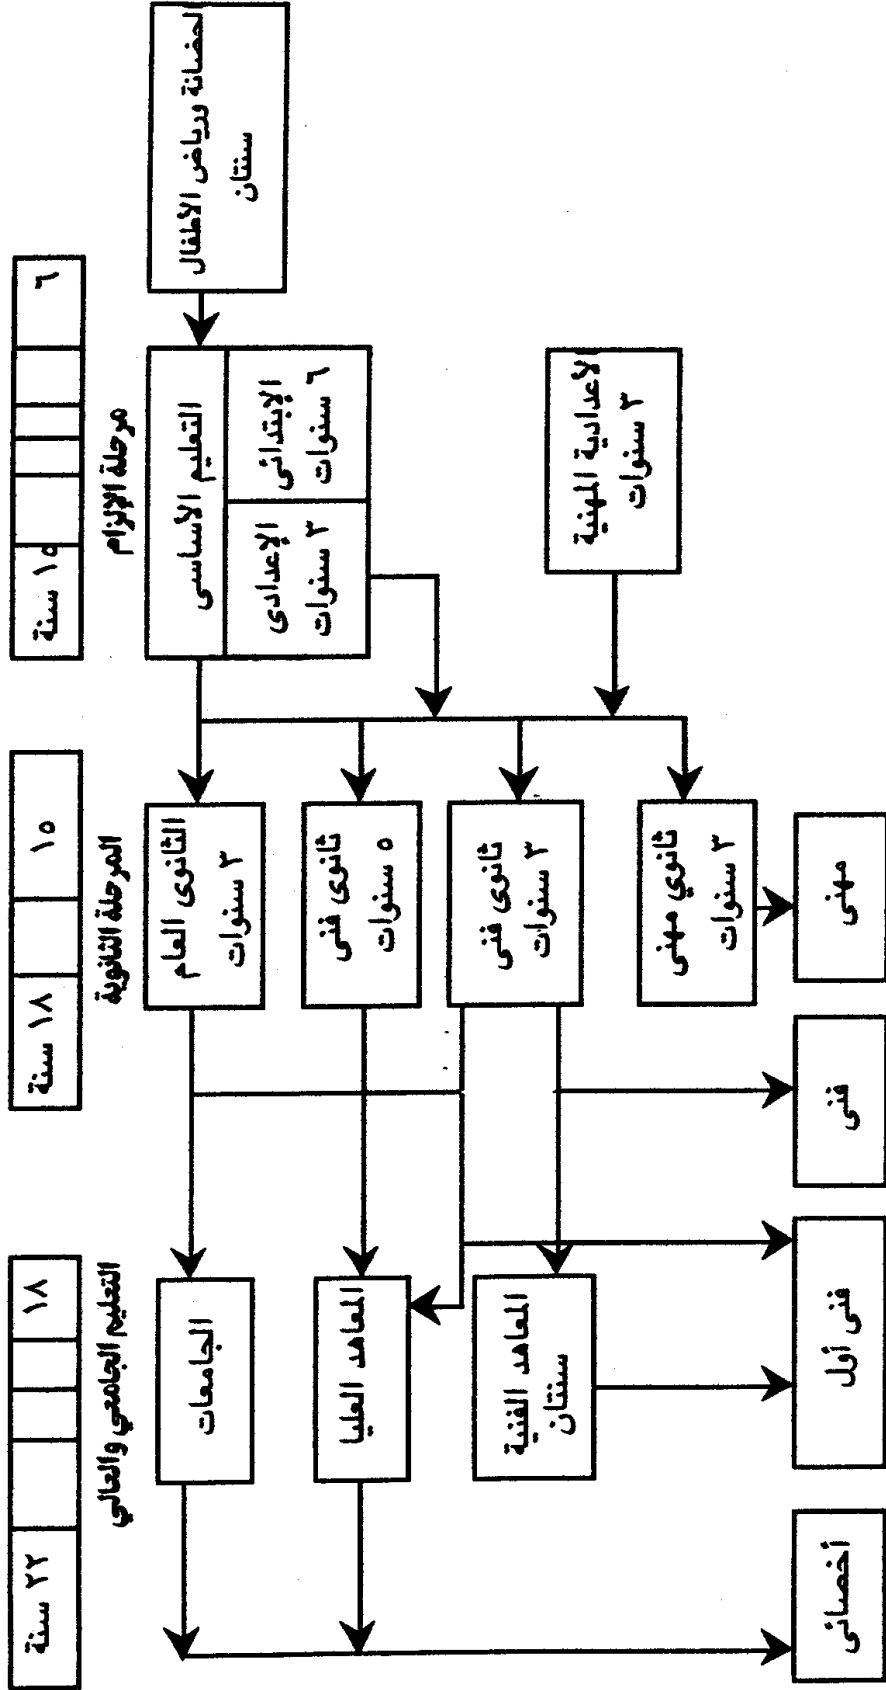 ٦
١٥ سنة
مرحلة الإلزام
١٥
١٨ سنة
المرحلة الثانوية
١٨
٢٢ سنة
التعليم الجامعي والعالي
الحضانة ورياض الأطفال
سنتان
التعليم الأساسى
الإبتدائى
٦ سنوات
الإعدادى
٣ سنوات
الأعدادية المهنية
٣ سنوات
الثانوى العام
٣ سنوات
ثانوى فنى
٥ سنوات
ثانوى فنى
٣ سنوات
ثانوي مهنى
٣ سنوات
الجامعات
المعاهد العليا
المعاهد الفنية
سنتان
مهنى
فنى
فنى أول
أخصائى